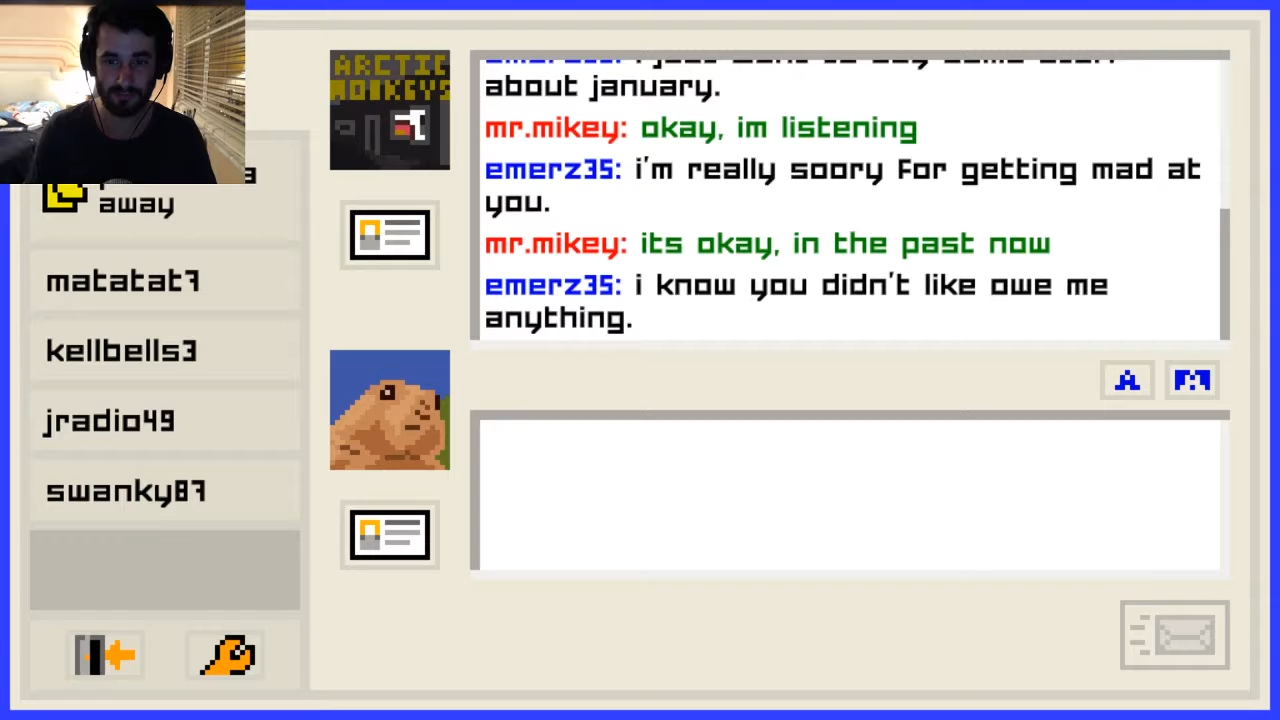 ARCTIC
MONKEYS
about january.
mr.mikey: okay, im listening
emerz35: i'm really soory for getting mad at
you.
mr.mikey: its okay, in the past now
emerz35: i know you didn't like owe me
anything.
away
matatat7
kellbells3
jradio49
swanky87
A